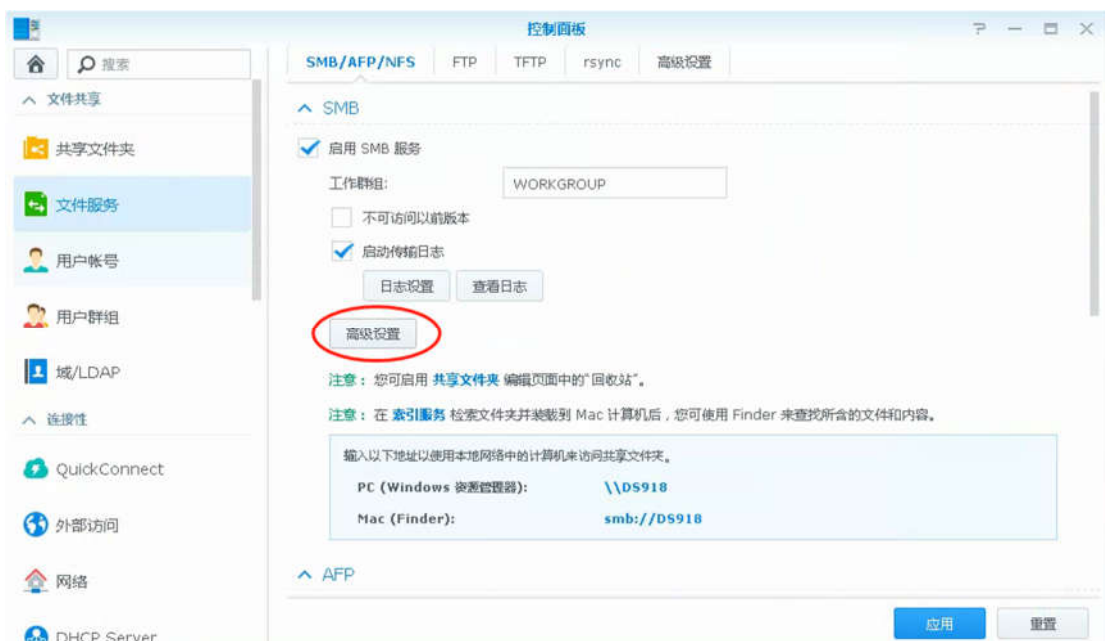 控制面板
搜索
文件共享
共享文件夹
文件服务
用户帐号
用户群组
域/LDAP
连接性
QuickConnect
外部访问
网络
DHCP Server
SMB/AFP/NFS FTP TFTP rsync 高级设置
SMB
启用 SMB 服务
工作群组: WORKGROUP
不可访问以前版本
启动传输日志
日志设置 查看日志
高级设置
注意： 您可启用 共享文件夹 编辑页面中的“回收站”。
注意： 在 索引服务 检索文件夹并装载到 Mac 计算机后，您可使用 Finder 来查找所含的文件和内容。
输入以下地址以使用本地网络中的计算机来访问共享文件夹。
PC (Windows 资源管理器): \\DS918
Mac (Finder): smb://DS918
AFP
应用 重置